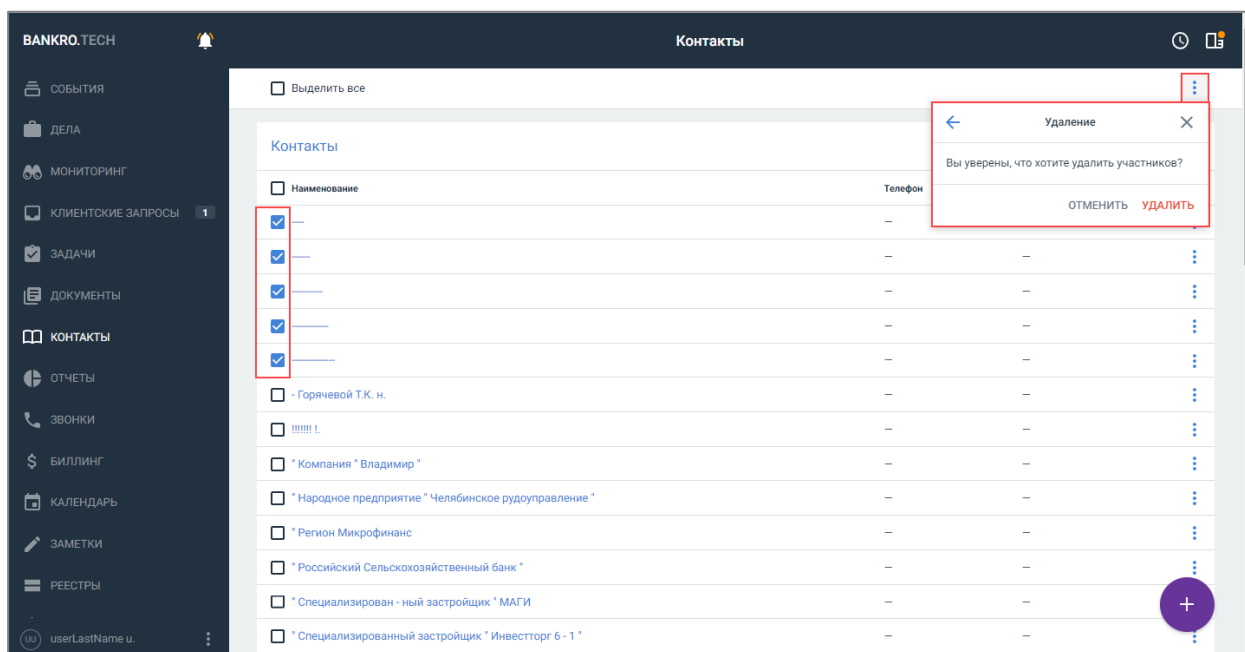 BANKRO.TECH
Контакты
СОБЫТИЯ
ДЕЛА
МОНИТОРИНГ
КЛИЕНТСКИЕ ЗАПРОСЫ 1
ЗАДАЧИ
ДОКУМЕНТЫ
КОНТАКТЫ
ОТЧЕТЫ
ЗВОНКИ
$ БИЛЛИНГ
КАЛЕНДАРЬ
ЗАМЕТКИ
РЕЕСТРЫ
UU userLastName u.
Выделить все
Удаление
Вы уверены, что хотите удалить участников?
ОТМЕНИТЬ УДАЛИТЬ
Контакты
Наименование Телефон
–
– –
– –
– –
– –
- Горячевой Т.К. н. – –
!!!!!!! !. – –
" Компания " Владимир " – –
" Народное предприятие " Челябинское рудоуправление " – –
" Регион Микрофинанс – –
" Российский Сельскохозяйственный банк " – –
" Специализирован - ный застройщик " МАГИ – –
" Специализированный застройщик " Инвестторг 6 - 1 " – –
+